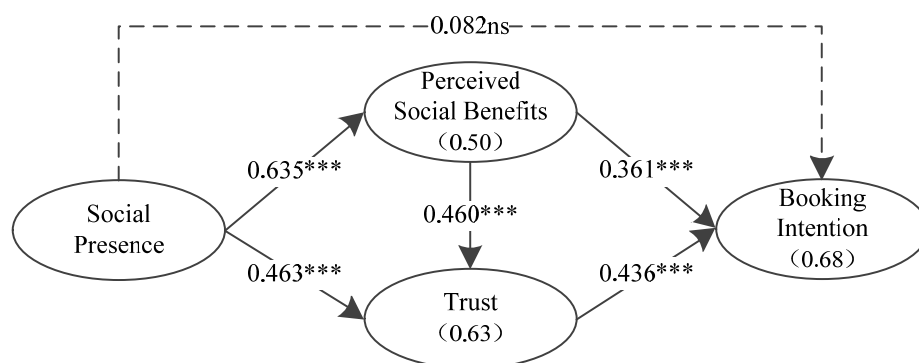 0.082ns
Perceived
Social Benefits
（0.50）
0.635***
0.361***
Social
Presence
0.460***
Booking
Intention
（0.68）
0.463***
0.436***
Trust
（0.63）